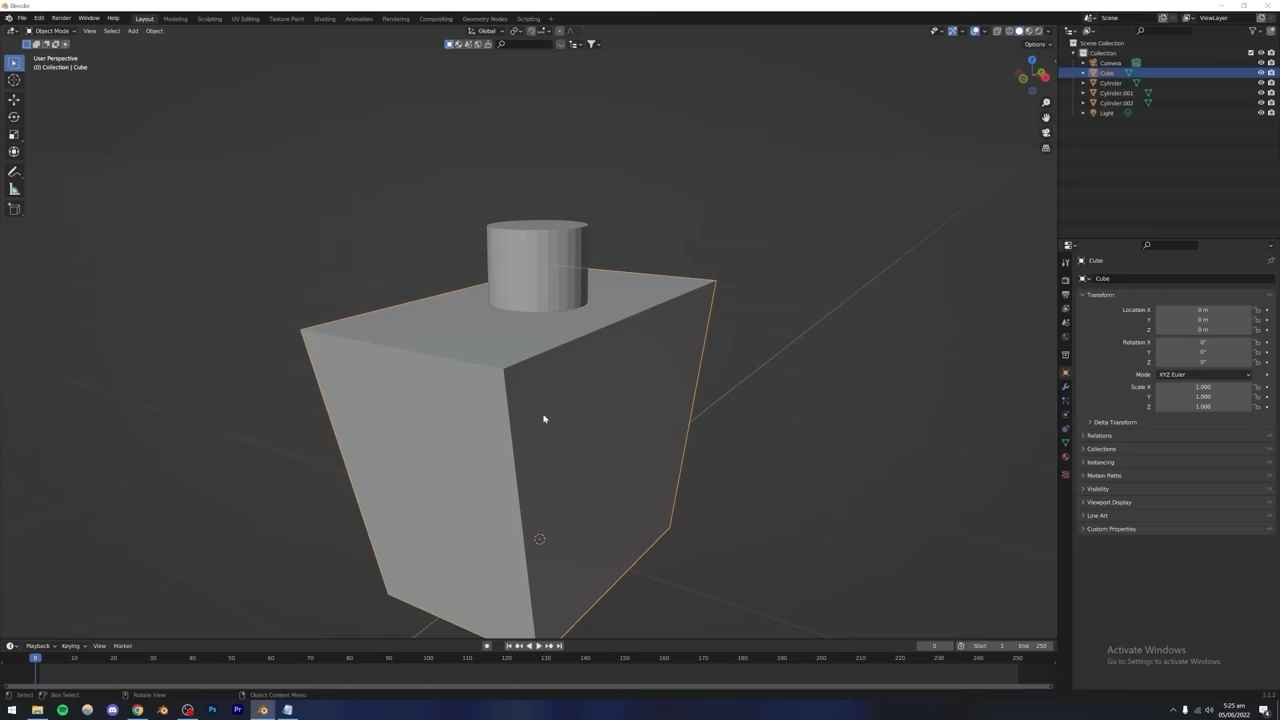 Blender
File Edit Render Window Help Layout Modeling Sculpting UV Editing Texture Paint Shading Animation Rendering Compositing Geometry Nodes Scripting + Scene ViewLayer
Object Mode View Select Add Object Global
Options
User Perspective
(0) Collection | Cube
Scene Collection
Collection
Camera
Cube
Cylinder
Cylinder.001
Cylinder.002
Light
Z
Cube
Cube
Transform
Location X 0 m
Y 0 m
Z 0 m
Rotation X 0°
Y 0°
Z 0°
Mode XYZ Euler
Scale X 1.000
Y 1.000
Z 1.000
Delta Transform
Relations
Collections
Instancing
Motion Paths
Visibility
Viewport Display
Line Art
Custom Properties
Playback Keying View Marker 0 Start 1 End 250
0 10 20 30 40 50 60 70 80 90 100 110 120 130 140 150 160 170 180 190 200 210 220 230 240 250
Activate Windows
Go to Settings to activate Windows.
Select Box Select Rotate View Object Context Menu 3.1.2
Ps Pr 5:25 am
05/06/2022